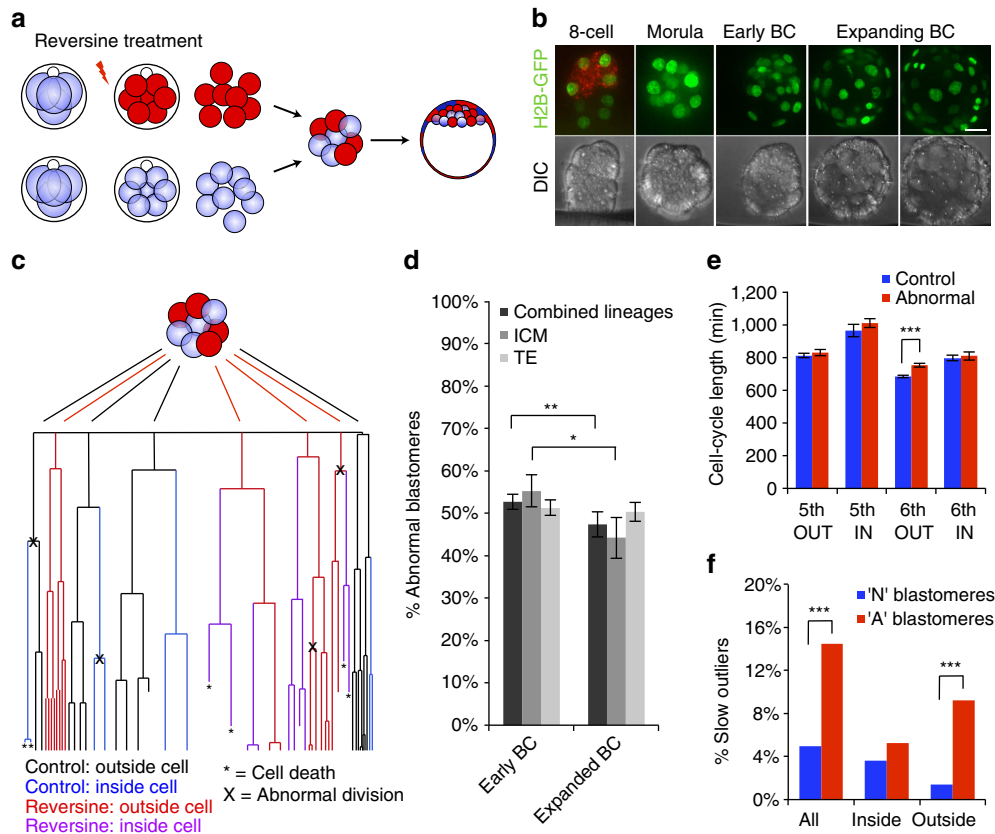 a
Reversine treatment
b
8-cell Morula Early BC Expanding BC
H2B-GFP
DIC
c
X
X
X
X
X
*
*
*
*
**
Control: outside cell
Control: inside cell
Reversine: outside cell
Reversine: inside cell
* = Cell death
X = Abnormal division
d
% Abnormal blastomeres
100%
90%
80%
70%
60%
50%
40%
30%
20%
10%
0%
Combined lineages
ICM
TE
**
*
Early BC
Expanded BC
e
Control
Abnormal
Cell-cycle length (min)
1,200
1,000
800
600
400
200
0
***
5th OUT
5th IN
6th OUT
6th IN
f
% Slow outliers
20%
16%
12%
8%
4%
0%
'N' blastomeres
'A' blastomeres
***
***
All Inside Outside